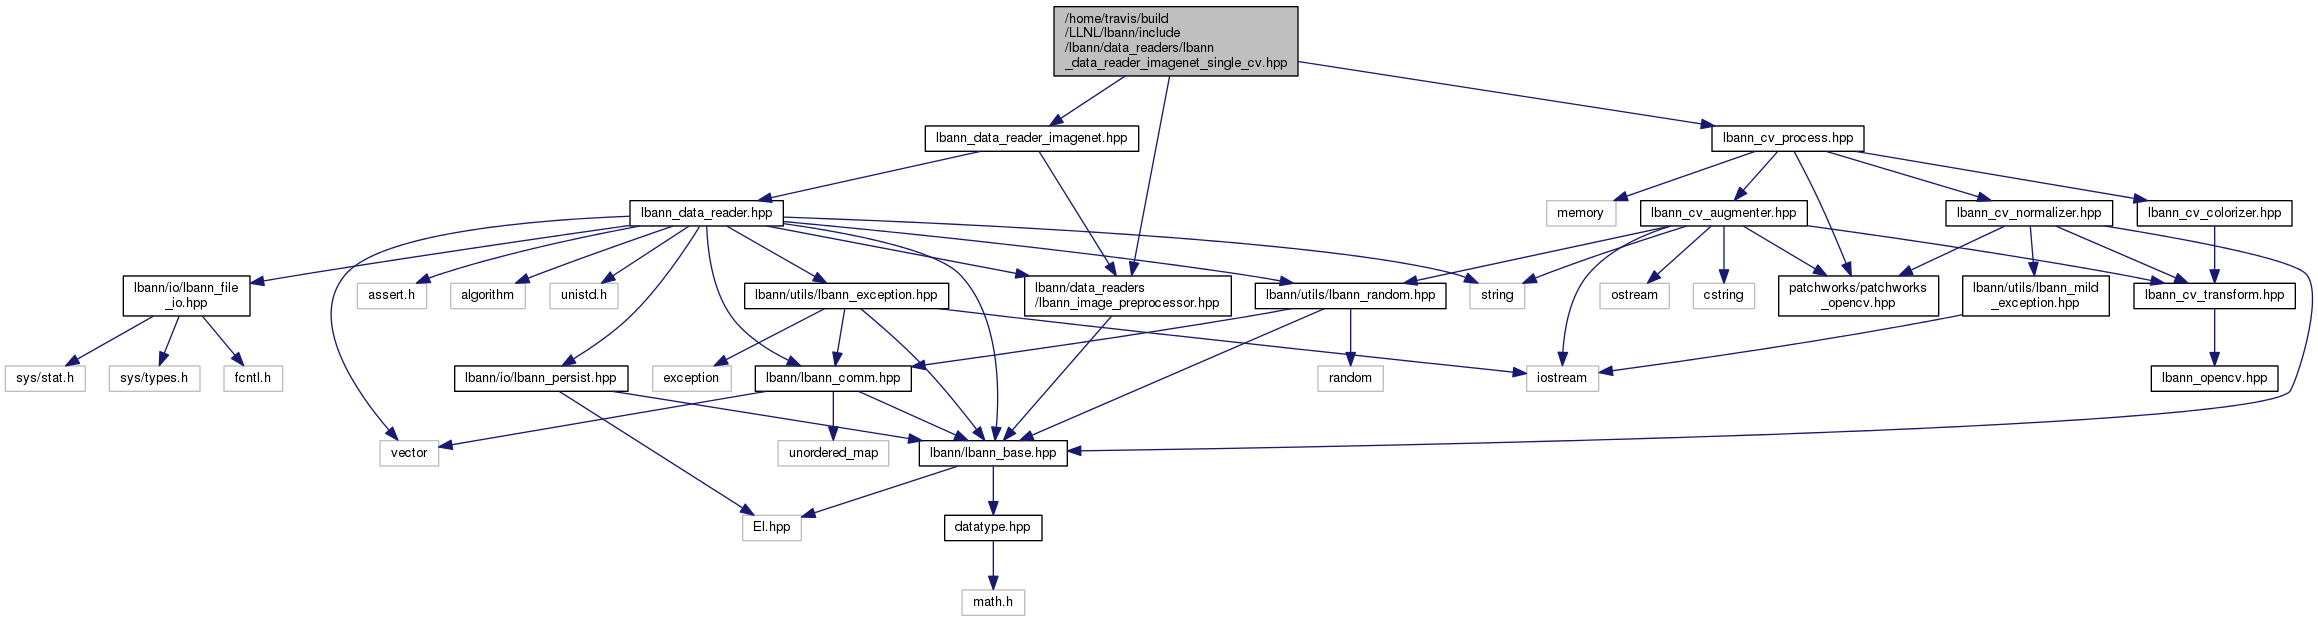 /home/travis/build
/LLNL/lbann/include
/lbann/data_readers/lbann
_data_reader_imagenet_single_cv.hpp
lbann_data_reader_imagenet.hpp
lbann_cv_process.hpp
lbann_data_reader.hpp
memory
lbann_cv_augmenter.hpp
lbann_cv_normalizer.hpp
lbann_cv_colorizer.hpp
lbann/io/lbann_file
_io.hpp
assert.h
algorithm
unistd.h
lbann/utils/lbann_exception.hpp
lbann/data_readers
/lbann_image_preprocessor.hpp
lbann/utils/lbann_random.hpp
string
ostream
cstring
patchworks/patchworks
_opencv.hpp
lbann/utils/lbann_mild
_exception.hpp
lbann_cv_transform.hpp
sys/stat.h
sys/types.h
fcntl.h
lbann/io/lbann_persist.hpp
exception
lbann/lbann_comm.hpp
random
iostream
lbann_opencv.hpp
vector
unordered_map
lbann/lbann_base.hpp
El.hpp
datatype.hpp
math.h